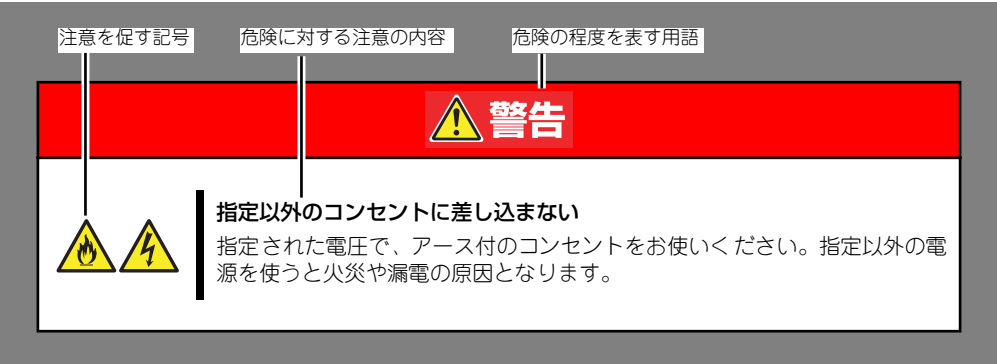 注意を促す記号
危険に対する注意の内容
危険の程度を表す用語
警告
指定以外のコンセントに差し込まない
指定された電圧で、アース付のコンセントをお使いください。指定以外の電
源を使うと火災や漏電の原因となります。